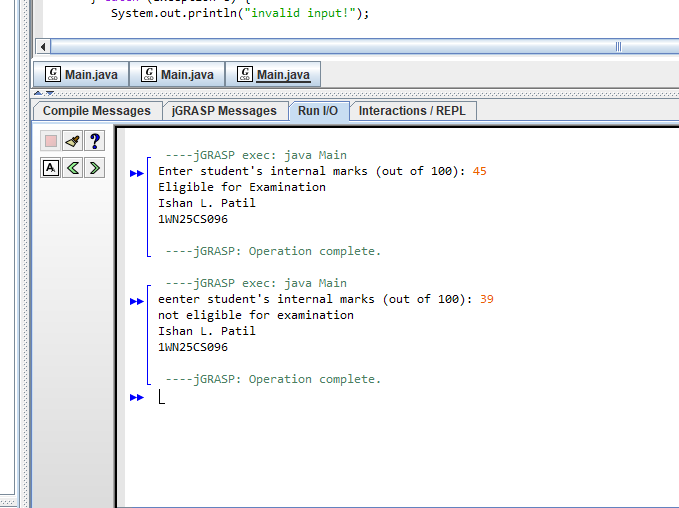 System.out.println("invalid input!");
Main.java Main.java Main.java
Compile Messages jGRASP Messages Run I/O Interactions / REPL
----jGRASP exec: java Main
Enter student's internal marks (out of 100): 45
Eligible for Examination
Ishan L. Patil
1WN25CS096
----jGRASP: Operation complete.
----jGRASP exec: java Main
eenter student's internal marks (out of 100): 39
not eligible for examination
Ishan L. Patil
1WN25CS096
----jGRASP: Operation complete.